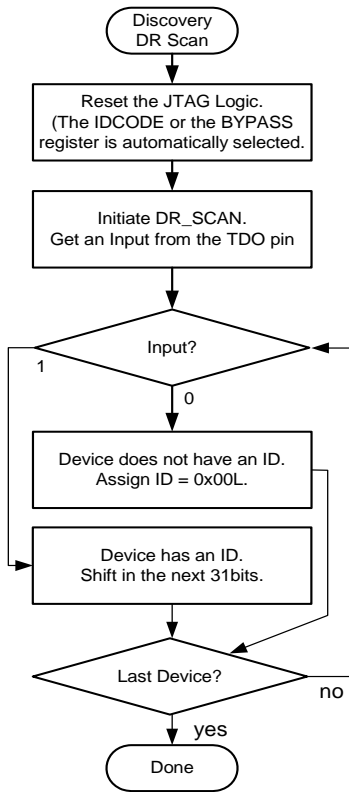 Discovery
DR Scan
Reset the JTAG Logic.
(The IDCODE or the BYPASS
register is automatically selected.
Initiate DR_SCAN.
Get an Input from the TDO pin
Input?
1
0
Device does not have an ID.
Assign ID = 0x00L.
Device has an ID.
Shift in the next 31bits.
Last Device?
no
yes
Done